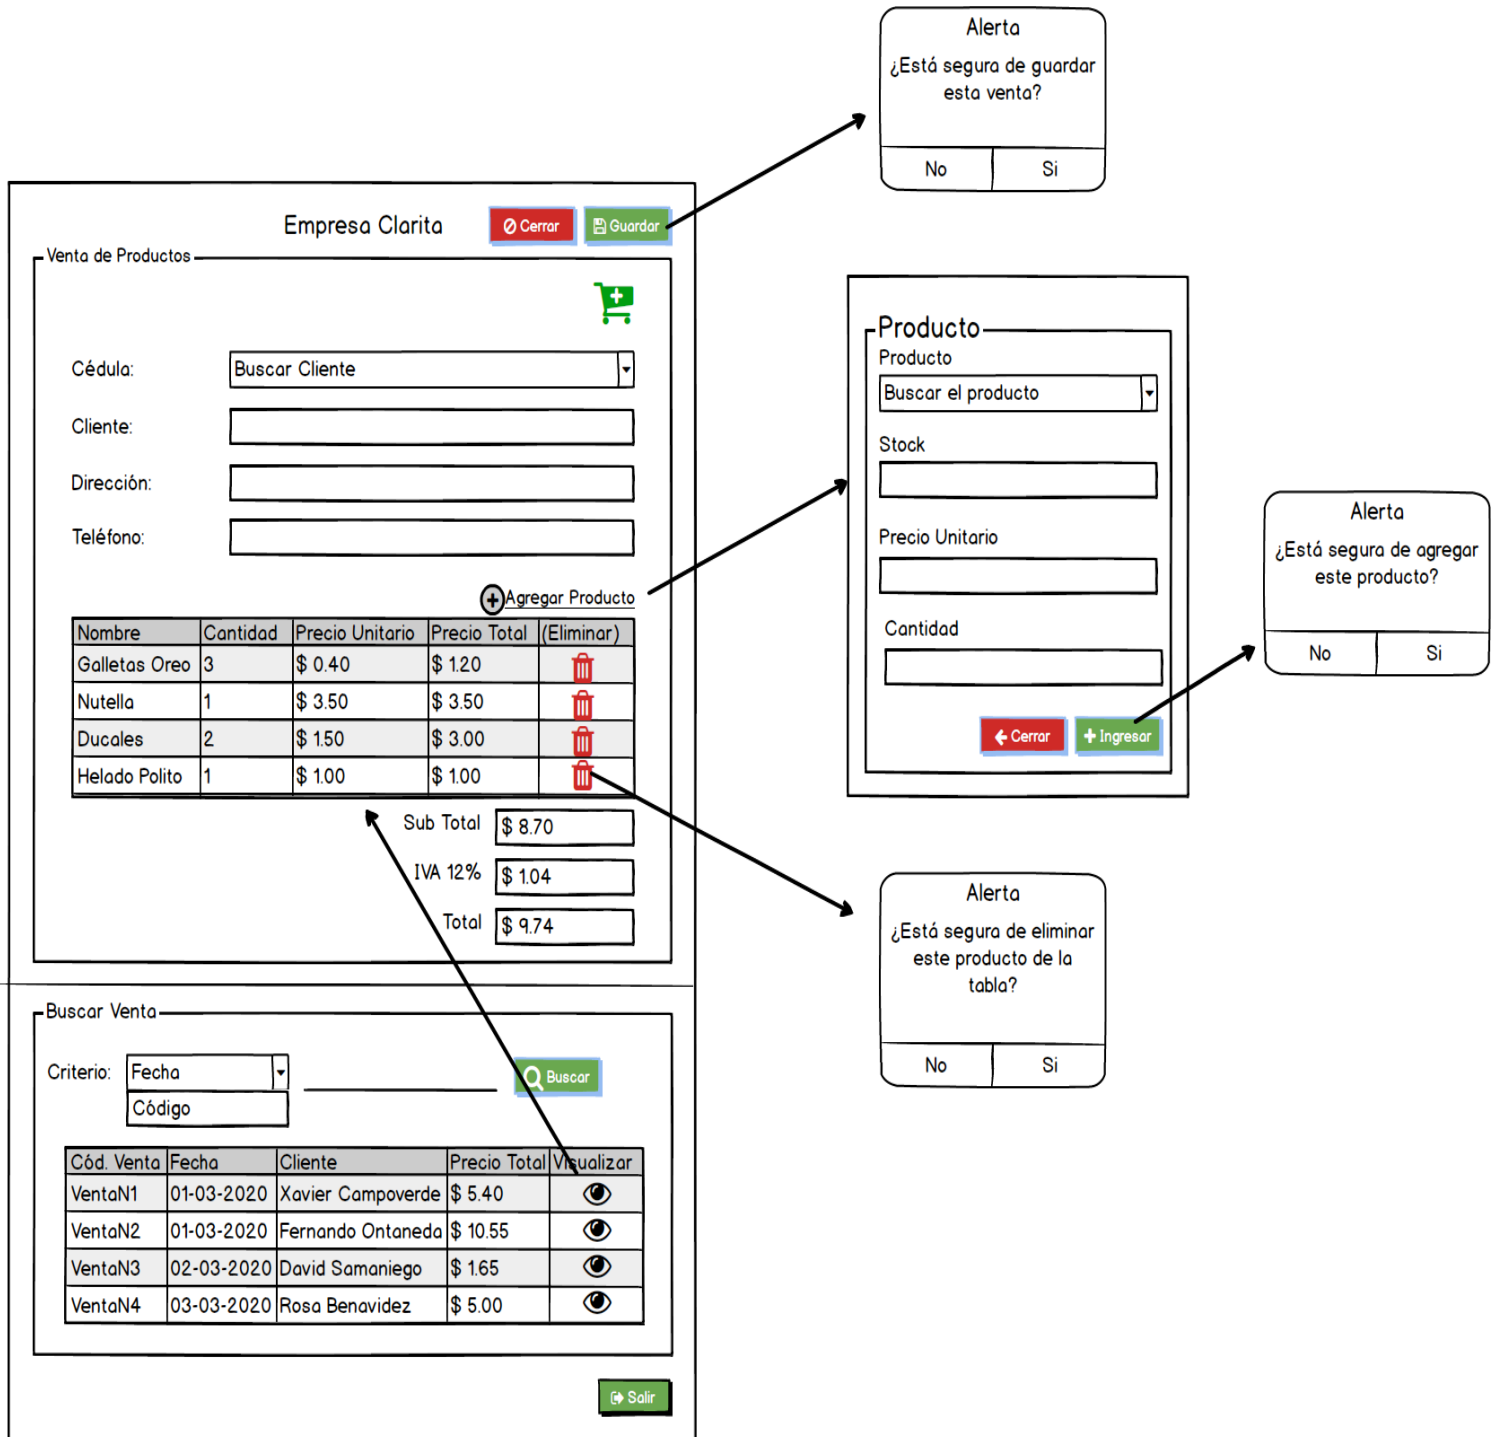 Alerta
¿Está segura de guardar
esta venta?
No Si
Empresa Clarita
Cerrar Guardar
Venta de Productos
Cédula: Buscar Cliente
Cliente:
Dirección:
Teléfono:
Agregar Producto
Nombre Cantidad Precio Unitario Precio Total (Eliminar)
Galletas Oreo 3 $ 0.40 $ 1.20
Nutella 1 $ 3.50 $ 3.50
Ducales 2 $ 1.50 $ 3.00
Helado Polito 1 $ 1.00 $ 1.00
Sub Total $ 8.70
IVA 12% $ 1.04
Total $ 9.74
Producto
Producto
Buscar el producto
Stock
Precio Unitario
Cantidad
Cerrar Ingresar
Alerta
¿Está segura de agregar
este producto?
No Si
Alerta
¿Está segura de eliminar
este producto de la
tabla?
No Si
Buscar Venta
Criterio: Fecha Buscar
Código
Cód. Venta Fecha Cliente Precio Total Visualizar
VentaN1 01-03-2020 Xavier Campoverde $ 5.40
VentaN2 01-03-2020 Fernando Ontaneda $ 10.55
VentaN3 02-03-2020 David Samaniego $ 1.65
VentaN4 03-03-2020 Rosa Benavidez $ 5.00
Salir